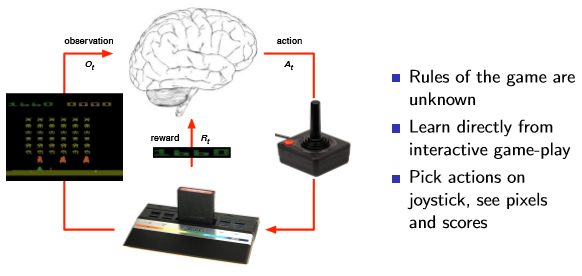 observation
action
O_t
A_t
reward
R_t
Rules of the game are
unknown
Learn directly from
interactive game-play
Pick actions on
joystick, see pixels
and scores